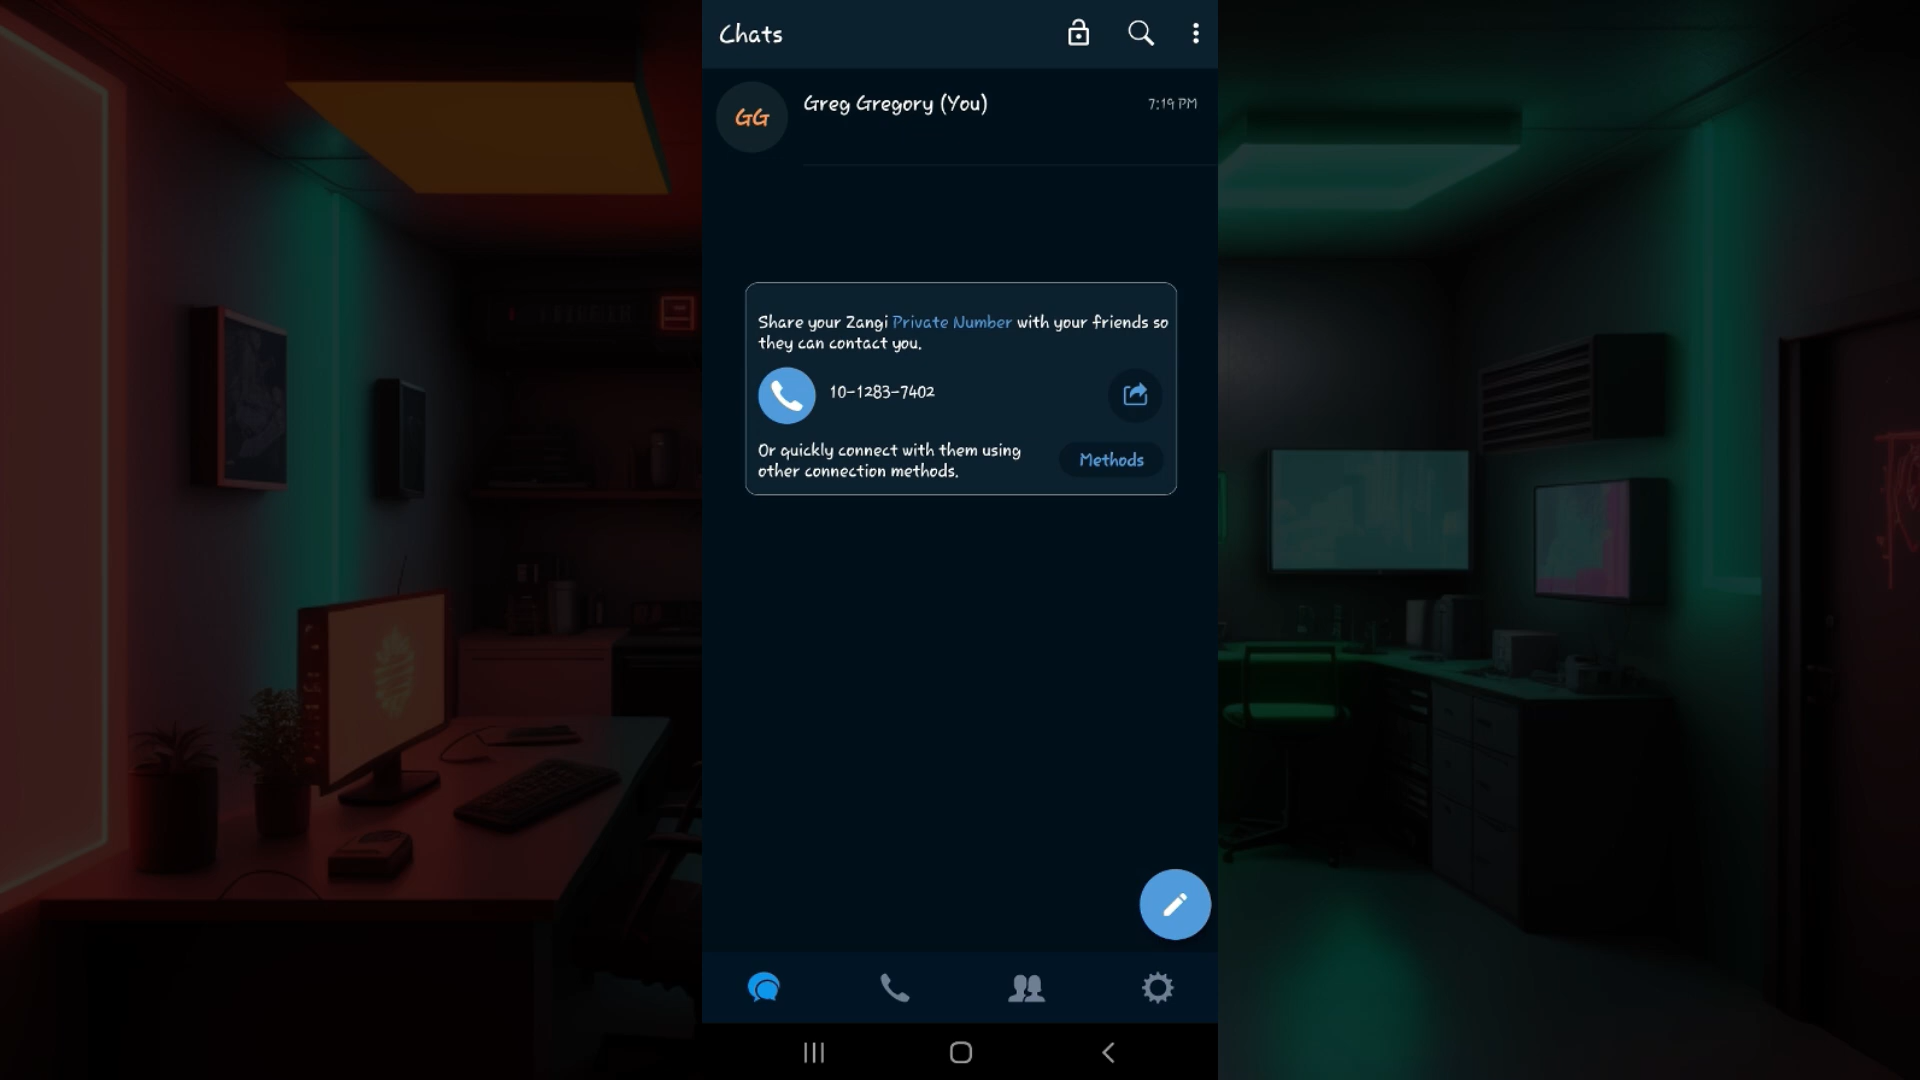 Chats
Greg Gregory (You)
7:19 PM
GG
Share your Zangi Private Number with your friends so
they can contact you.
10-1283-7402
Or quickly connect with them using
other connection methods.
Methods